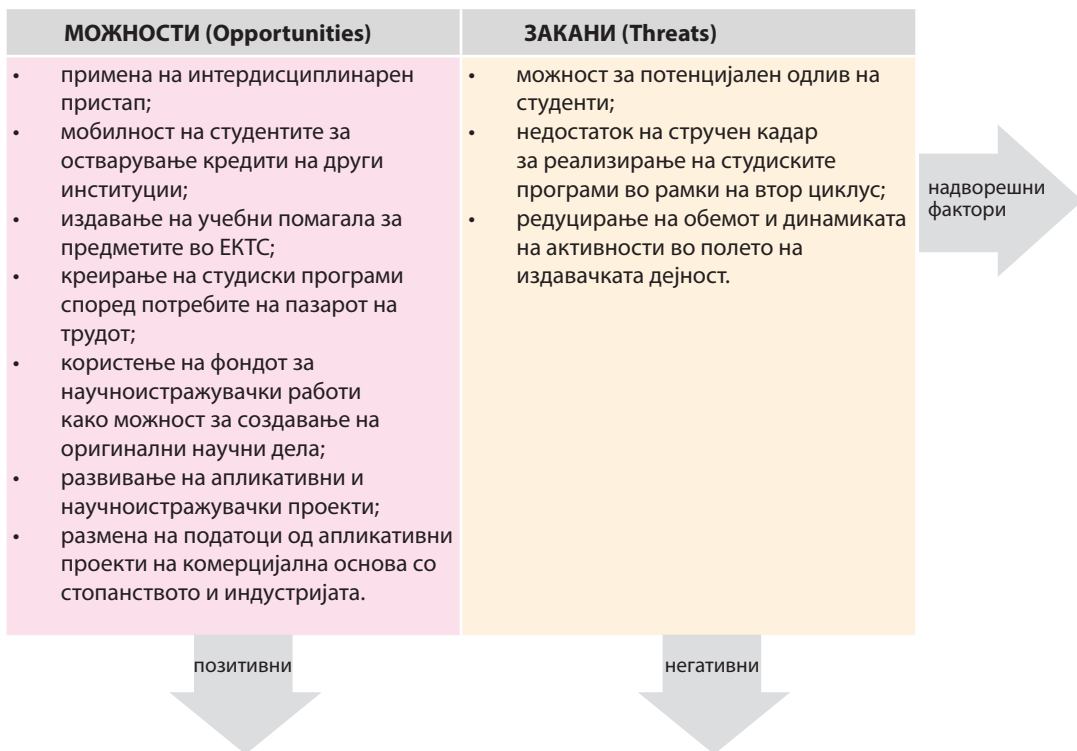 МОЖНОСТИ (Opportunities)
• примена на интердисциплинарен
пристап;
• мобилност на студентите за
остварување кредити на други
институции;
• издавање на учебни помагала за
предметите во ЕКТС;
• креирање на студиски програми
според потребите на пазарот на
трудот;
• користење на фондот за
научноистражувачки работи
како можност за создавање на
оригинални научни дела;
• развивање на апликативни и
научноистражувачки проекти;
• размена на податоци од апликативни
проекти на комерцијална основа со
стопанството и индустријата.
ЗАКАНИ (Threats)
• можност за потенцијален одлив на
студенти;
• недостаток на стручен кадар
за реализирање на студиските
програми во рамки на втор циклус;
• редуцирање на обемот и динамиката
на активности во полето на
издавачката дејност.
надворешни
фактори
позитивни
негативни